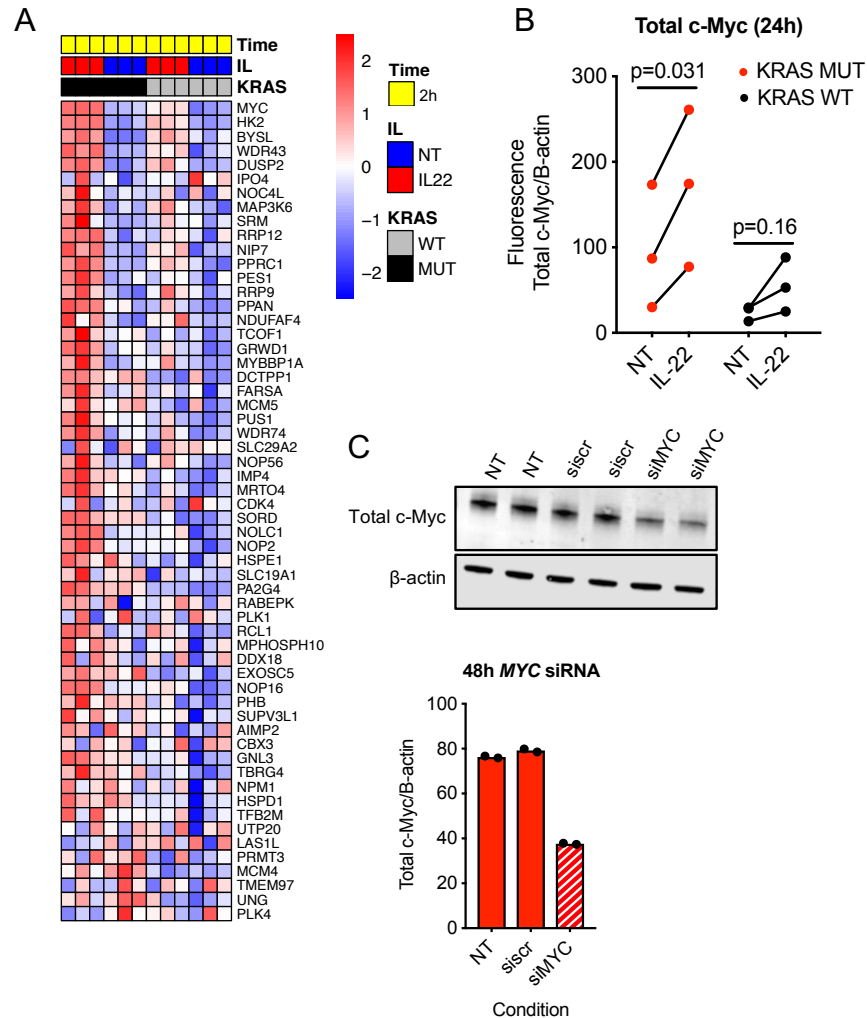 A
Time
IL
KRAS
MYC
HK2
BYSL
WDR43
DUSP2
IPO4
NOC4L
MAP3K6
SRM
RRP12
NIP7
PPRC1
PES1
RRP9
PPAN
NDUFAF4
TCOF1
GRWD1
MYBBP1A
DCTPP1
FARSA
MCM5
PUS1
WDR74
SLC29A2
NOP56
IMP4
MRTO4
CDK4
SORD
NOLC1
NOP2
HSPE1
SLC19A1
PA2G4
RABEPK
PLK1
RCL1
MPHOSPH10
DDX18
EXOSC5
NOP16
PHB
SUPV3L1
AIMP2
CBX3
GNL3
TBRG4
NPM1
HSPD1
TFB2M
UTP20
LAS1L
PRMT3
MCM4
TMEM97
UNG
PLK4
2
1
0
−1
−2
Time
2h
IL
NT
IL22
KRAS
WT
MUT
B
Total c-Myc (24h)
p=0.031
KRAS MUT
KRAS WT
p=0.16
Fluorescence
Total c-Myc/B-actin
300
200
100
0
NT
IL-22
NT
IL-22
C
NT
NT
siscr
siscr
siMYC
siMYC
Total c-Myc
β-actin
48h MYC siRNA
Total c-Myc/B-actin
80
60
40
20
0
NT
siscr
siMYC
Condition